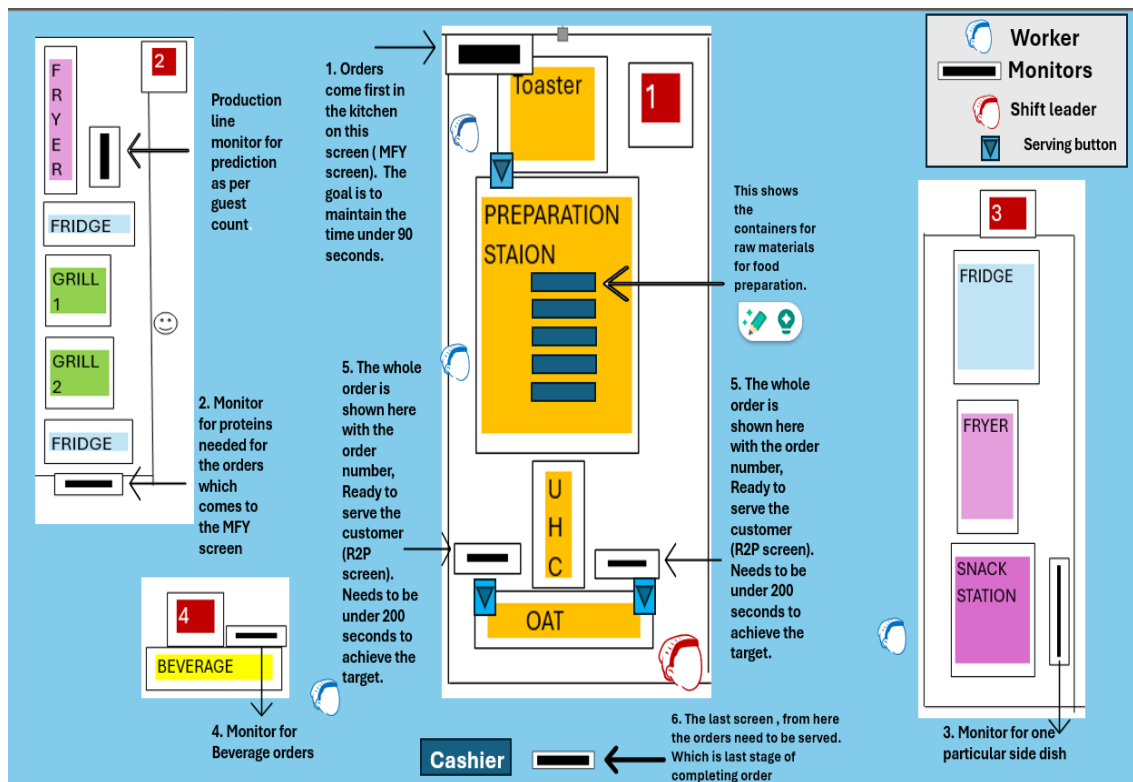 F
R
Y
E
R
2
Production
line
monitor for
prediction
as per
guest
count.
FRIDGE
GRILL
1
GRILL
2
FRIDGE
2. Monitor
for proteins
needed for
the orders
which
comes to
the MFY
screen
4
BEVERAGE
4. Monitor for
Beverage orders
1. Orders
come first in
the kitchen
on this
screen ( MFY
screen). The
goal is to
maintain the
time under 90
seconds.
Toaster
1
PREPARATION
STAION
This shows
the
containers for
raw materials
for food
preparation.
5. The whole
order is
shown here
with the
order
number,
Ready to
serve the
customer
(R2P
screen).
Needs to be
under 200
seconds to
achieve the
target.
U
H
C
OAT
5. The whole
order is
shown here
with the order
number,
Ready to
serve the
customer
(R2P screen).
Needs to be
under 200
seconds to
achieve the
target.
Cashier
6. The last screen , from here
the orders need to be served.
Which is last stage of
completing order
Worker
Monitors
Shift leader
Serving button
3
FRIDGE
FRYER
SNACK
STATION
3. Monitor for one
particular side dish